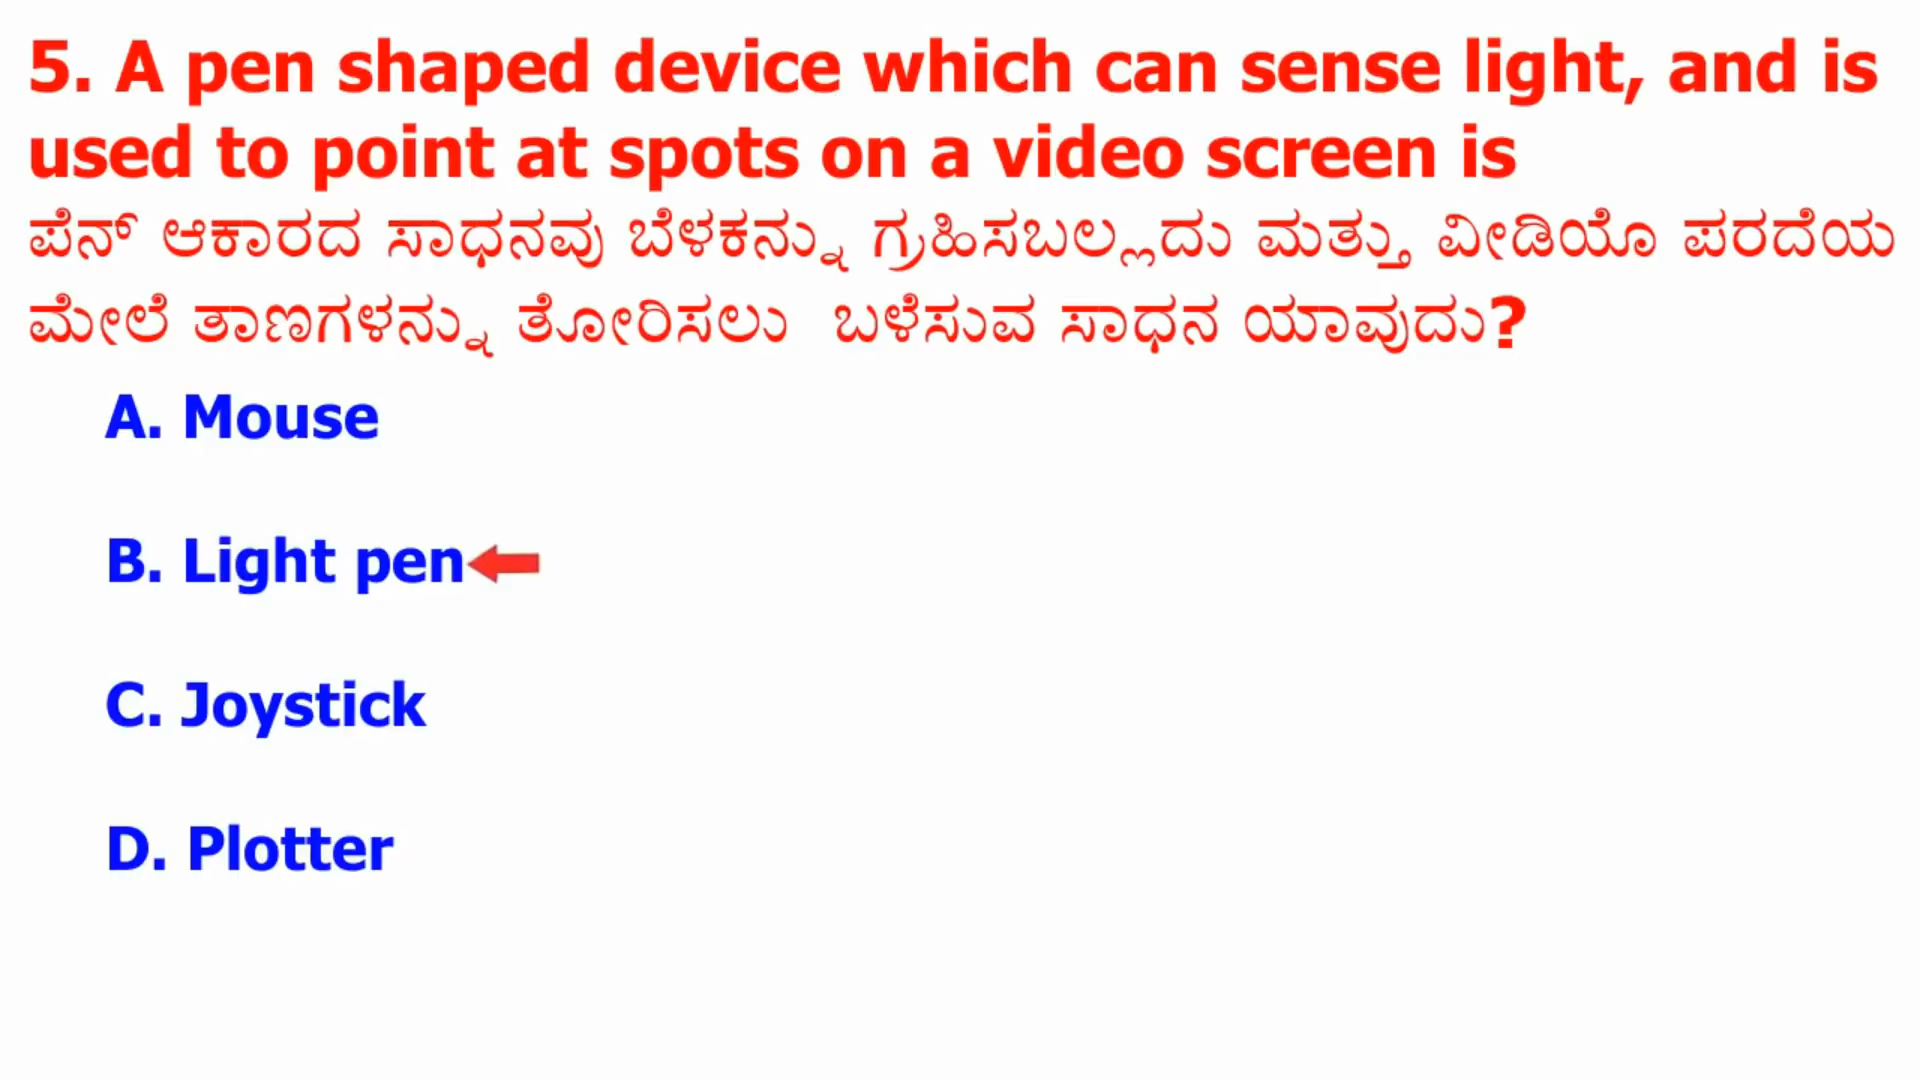 5. A pen shaped device which can sense light, and is
used to point at spots on a video screen is
ಪೆನ್ ಆಕಾರದ ಸಾಧನವು ಬೆಳಕನ್ನು ಗ್ರಹಿಸಬಲ್ಲದು ಮತ್ತು ವೀಡಿಯೊ ಪರದೆಯ
ಮೇಲೆ ತಾಣಗಳನ್ನು ತೋರಿಸಲು ಬಳೆಸುವ ಸಾಧನ ಯಾವುದು?
A. Mouse
B. Light pen
C. Joystick
D. Plotter